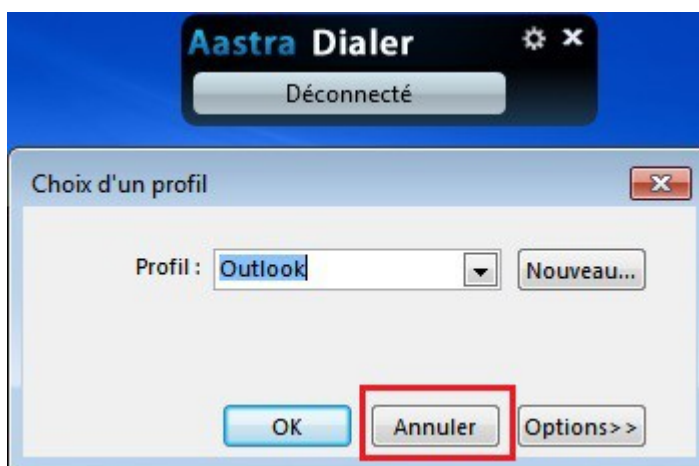 Aastra Dialer
Déconnecté
Choix d'un profil
Profil : Outlook Nouveau...
OK Annuler Options>>